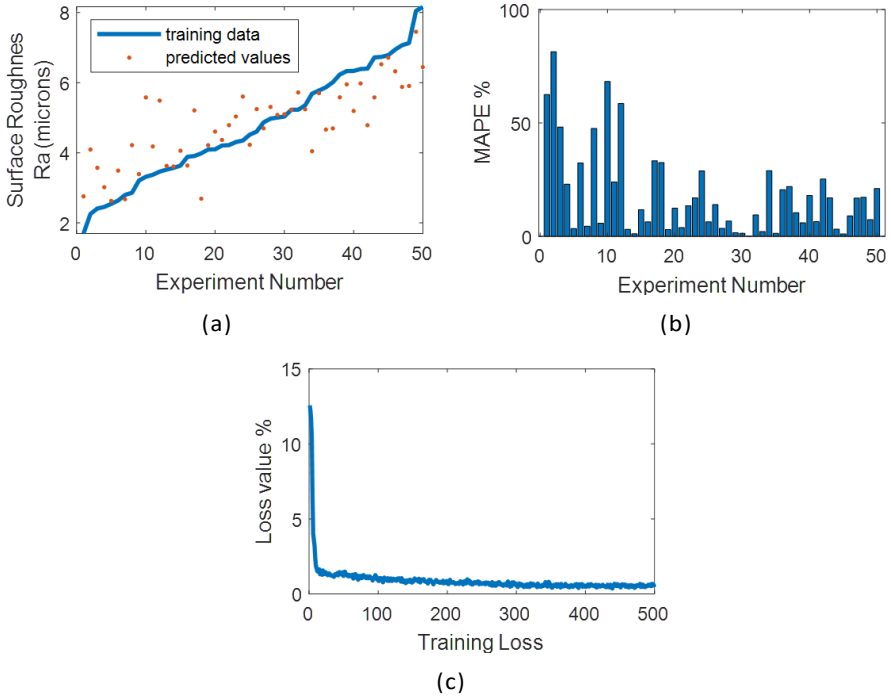 8
6
4
2
0
10
20
30
40
50
Surface Roughnes
Ra (microns)
training data
predicted values
Experiment Number
(a)
100
50
0
0
10
20
30
40
50
MAPE %
Experiment Number
(b)
15
10
5
0
0
100
200
300
400
500
Loss value %
Training Loss
(c)